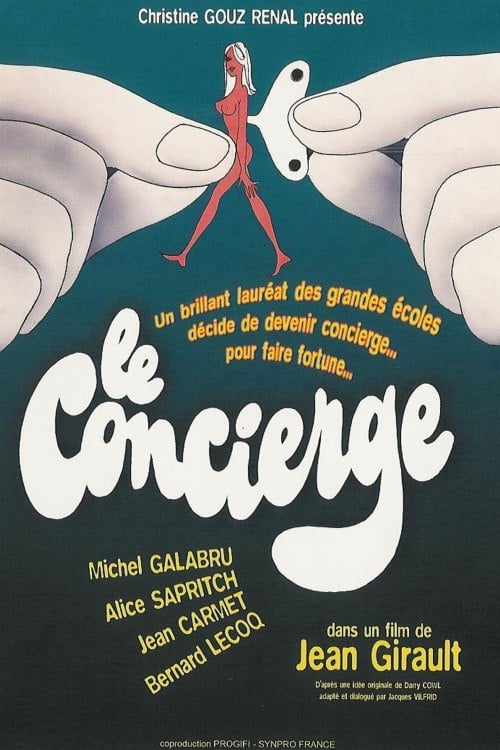 Christine GOUZ RENAL présente
Un brillant lauréat des grandes écoles
décide de devenir concierge...
pour faire fortune...
le
Concierge
Michel GALABRU
Alice SAPRITCH
Jean CARMET
Bernard LECOQ
dans un film de
Jean Girault
D'après une idée originale de Darry COWL
adapté et dialogué par Jacques VILFRID
coproduction PROGIFI - SYNPRO FRANCE